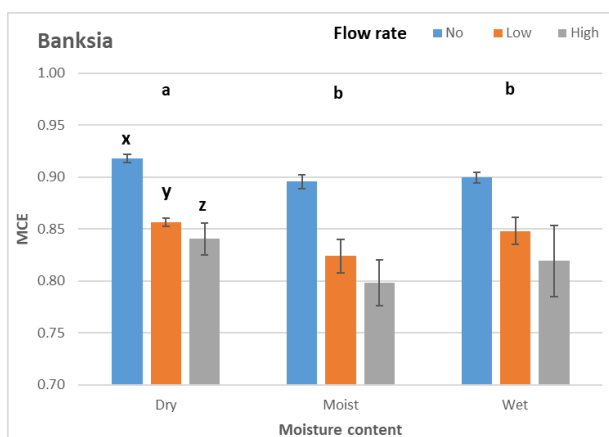 Banksia
Flow rate No Low High
1.00
0.95
0.90
0.85
0.80
0.75
0.70
MCE
a b b
x
y
z
Dry Moist Wet
Moisture content